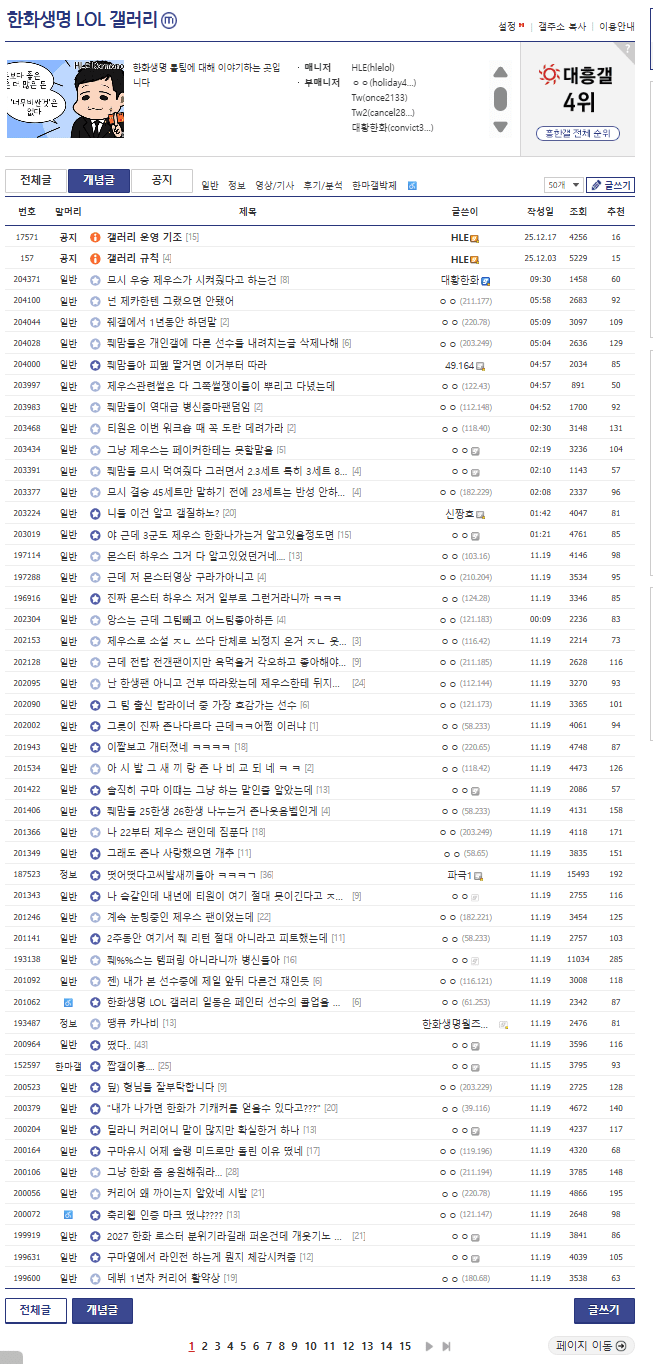 한화생명 LOL 갤러리 ⓜ
설정 | 갤주소 복사 | 이용안내
한화생명 롤팀에 대해 이야기하는 곳입니다
· 매니저 HLE(hlelol)
· 부매니저 ㅇㅇ(holiday4...)
Tw(once2133)
Tw2(cancel28...)
대황한화(convict3...)
대흥갤
4위
흥한갤 전체 순위
?
전체글 개념글 공지
일반 정보 영상/기사 후기/분석 한마갤박제
50개 글쓰기
번호 말머리 제목 글쓴이 작성일 조회 추천
17571 공지 갤러리 운영 기조 [15] HLE 25.12.17 4256 16
157 공지 갤러리 규칙 [4] HLE 25.12.03 5229 15
204371 일반 므시 우승 제우스가 시켜줬다고 하는건 [8] 대황한화 09:30 1458 60
204100 일반 넌 제카한텐 그랬으면 안됐어 ㅇㅇ (211.177) 05:58 2683 92
204044 일반 줴갤에서 1년동안 하던말 [2] ㅇㅇ (220.78) 05:09 3097 109
204028 일반 췌맘들은 개인갤에 다른 선수들 내려치는글 삭제나해 [6] ㅇㅇ (203.249) 05:04 2636 129
204000 일반 췌맘들아 피뎀 딸거면 이거부터 따라 49.164 04:57 2034 85
203997 일반 제우스관련썰은 다 그쪽썰쟁이들이 뿌리고 다녔는데 ㅇㅇ (122.43) 04:57 891 50
203983 일반 췌맘들이 역대급 병신줌마팬덤임 [2] ㅇㅇ (112.148) 04:52 1700 92
203468 일반 티원은 이번 워크숍 때 꼭 도란 데려가라 [2] ㅇㅇ (118.40) 02:30 3148 131
203434 일반 그냥 제우스는 페이커한테는 못할말을 [5] ㅇㅇ 02:19 3236 104
203391 일반 췌맘들 므시 먹여줬다 그러면서 2.3세트 특히 3세트 8... [4] ㅇㅇ 02:10 1143 57
203377 일반 므시 결승 45세트만 말하기 전에 23세트는 반성 안하... [4] ㅇㅇ (182.229) 02:08 2337 96
203224 일반 니들 이건 알고 갤질하노? [20] 신짱호 01:42 4047 81
203019 일반 야 근데 3군도 제우스 한화나가는거 알고있을정도면 [15] ㅇㅇ 01:21 4761 85
197114 일반 몬스터 하우스 그거 다 알고있었던거네.... [13] ㅇㅇ (103.16) 11.19 4146 98
197288 일반 근데 저 몬스터영상 구라가아니고 [4] ㅇㅇ (210.204) 11.19 3534 95
196916 일반 진짜 몬스터 하우스 저거 일부로 그런거라니까 ㅋㅋㅋ ㅇㅇ (124.28) 11.19 3346 85
202304 일반 앙스는 근데 그팀빼고 어느팀좋아하든 [4] ㅇㅇ (121.183) 00:09 2236 83
202153 일반 제우스로 소설 ㅈㄴ 쓰다 단체로 뇌정지 온거 ㅈㄴ 웃... [3] ㅇㅇ (116.42) 11.19 2214 73
202128 일반 근데 전탑 전갠팬이지만 욕먹을거 각오하고 좋아해야... [9] ㅇㅇ (211.185) 11.19 2628 116
202095 일반 난 한생팬 아니고 건부 따라왔는데 제우스한테 뒤지... [24] ㅇㅇ (112.144) 11.19 3270 93
202090 일반 그 팀 출신 탑라이너 중 가장 호감가는 선수 [6] ㅇㅇ (121.173) 11.19 3365 101
202002 일반 그릇이 진짜 존나다르다 근데ㅋㅋ어쩜 이러냐 [1] ㅇㅇ (58.233) 11.19 4061 94
201943 일반 이짤보고 개터졌네 ㅋㅋㅋㅋ [18] ㅇㅇ (220.65) 11.19 4748 87
201534 일반 아 시 발 그 새 끼 랑 존 나 비 교 되 네 ㅋ ㅋ [2] ㅇㅇ (118.42) 11.19 4473 126
201422 일반 솔직히 구마 이때는 그냥 하는 말인줄 알았는데 [13] ㅇㅇ 11.19 2086 57
201406 일반 췌맘들 25한생 26한생 나누는거 존나웃음벨인게 [4] ㅇㅇ (58.233) 11.19 4131 158
201366 일반 나 22부터 제우스 팬인데 짐푼다 [18] ㅇㅇ (203.249) 11.19 4118 171
201349 일반 그래도 존나 사랑했으면 개추 [11] ㅇㅇ (58.65) 11.19 3835 151
187523 정보 떳어떳다고씨발새끼들아 ㅋㅋㅋㄱ [36] 파극1 11.19 15493 192
201343 일반 나 슼갈인데 내년에 티원이 여기 절대 못이긴다고 ㅈ... [9] ㅇㅇ 11.19 2755 116
201246 일반 계속 눈팅중인 제우스 팬이었는데 [22] ㅇㅇ (182.221) 11.19 3454 125
201141 일반 2주동안 여기서 췌 리턴 절대 아니라고 피토했는데 [11] ㅇㅇ (58.233) 11.19 2757 103
193138 일반 췌%%스는 템퍼링 아니라니까 병신들아 [16] ㅇㅇ 11.19 11034 285
201092 일반 젠) 내가 본 선수중에 제일 앞뒤 다른건 쟤인듯 [6] ㅇㅇ (116.121) 11.19 3008 118
201062 한화생명 LOL 갤러리 일동은 페인터 선수의 콜업을 ... [6] ㅇㅇ (61.253) 11.19 2342 87
193487 정보 땡큐 카나비 [13] 한화생명월즈... 11.19 2476 81
200964 일반 떴다.. [43] ㅇㅇ 11.19 3596 116
152597 한마갤 짭갤이흥.... [25] ㅇㅇ 11.15 3795 93
200523 일반 딮) 형님들 잘부탁합니다 [9] ㅇㅇ (203.229) 11.19 2725 128
200379 일반 "내가 나가면 한화가 기캐커를 얻을수 있다고???" [20] ㅇㅇ (39.116) 11.19 4672 140
200204 일반 딜라니 커리어니 말이 많지만 확실한거 하나 [13] ㅇㅇ 11.19 4237 117
200164 일반 구마유시 어제 슬랭 미드로만 돌린 이유 떴네 [17] ㅇㅇ (119.196) 11.19 4320 68
200106 일반 그냥 한화 좀 응원해줘라... [28] ㅇㅇ (211.194) 11.19 3785 148
200056 일반 커리어 왜 까이는지 알았네 시발 [21] ㅇㅇ (220.78) 11.19 4866 195
200072 축리웹 인증 마크 떴냐???? [13] ㅇㅇ (121.147) 11.19 2648 98
199919 일반 2027 한화 로스터 분위기라길래 퍼온건데 개웃기노 ... [21] ㅇㅇ 11.19 3841 86
199631 일반 구마옆에서 라인전 하는게 뭔지 체감시켜줌 [12] ㅇㅇ 11.19 4039 105
199600 일반 데뷔 1년차 커리어 활약상 [19] ㅇㅇ (180.68) 11.19 3538 63
전체글 개념글 글쓰기
1 2 3 4 5 6 7 8 9 10 11 12 13 14 15
페이지 이동